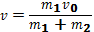 v = m₁v₀ / (m₁ + m₂)